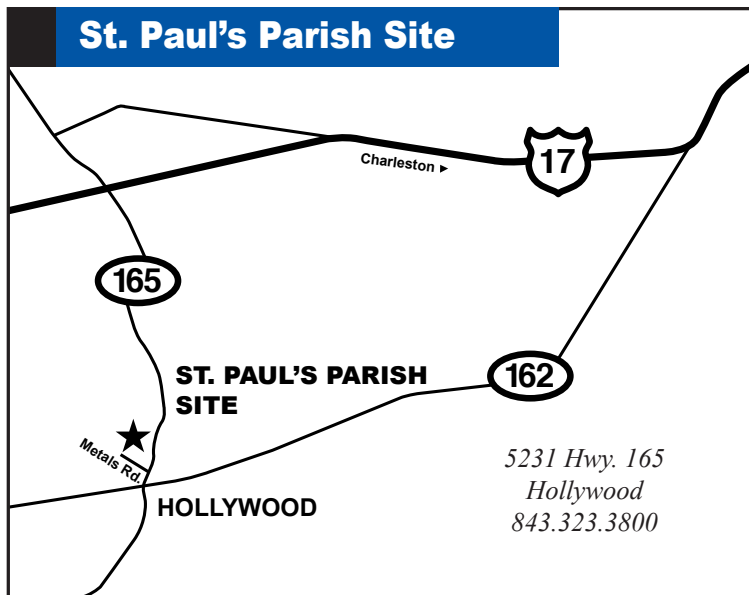 St. Paul's Parish Site
Charleston ►
17
165
ST. PAUL'S PARISH
SITE
162
Metals Rd.
HOLLYWOOD
5231 Hwy. 165
Hollywood
843.323.3800